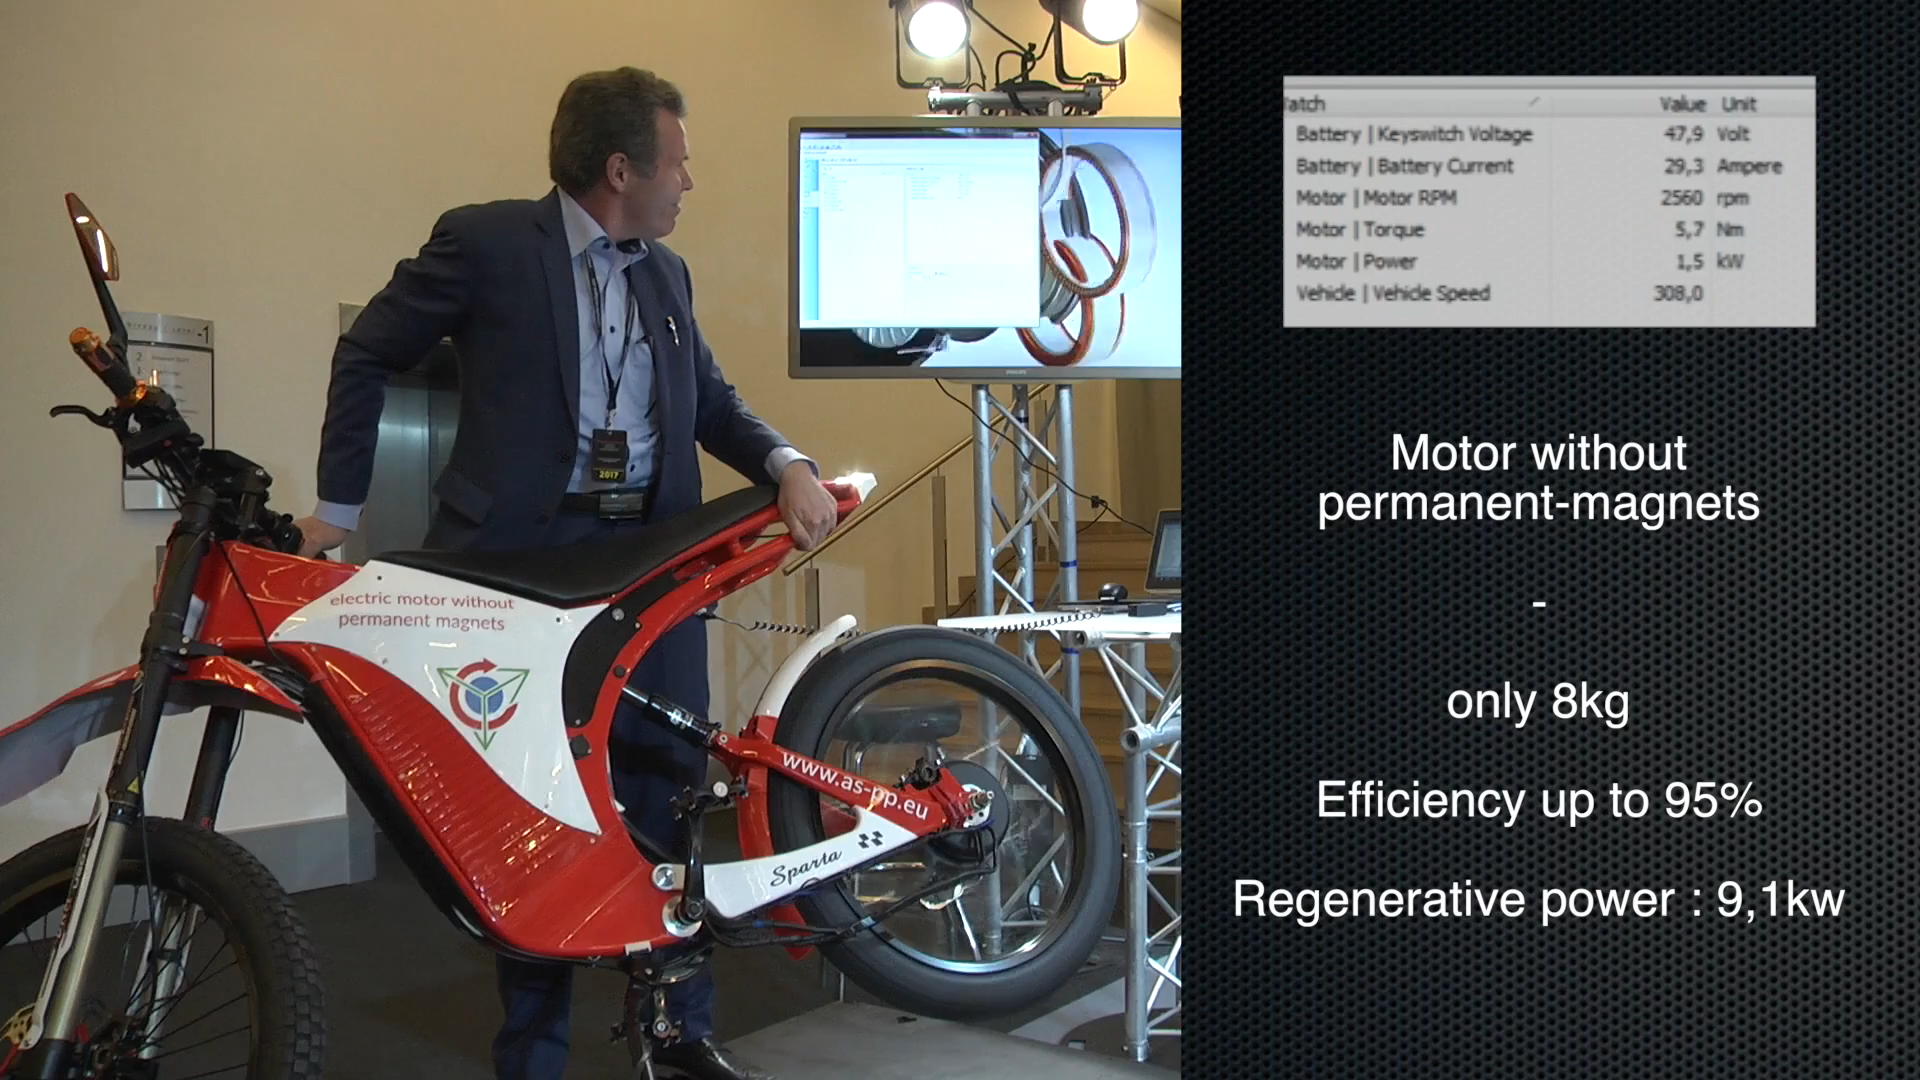 -1
2017
electric motor without
permanent magnets
www.as-pp.eu
Sparta
PHILIPS
atch Value Unit
Battery | Keyswitch Voltage 47,9 Volt
Battery | Battery Current 29,3 Ampere
Motor | Motor RPM 2560 rpm
Motor | Torque 5,7 Nm
Motor | Power 1,5 kW
Vehicle | Vehicle Speed 308,0
Motor without
permanent-magnets
-
only 8kg
Efficiency up to 95%
Regenerative power : 9,1kw